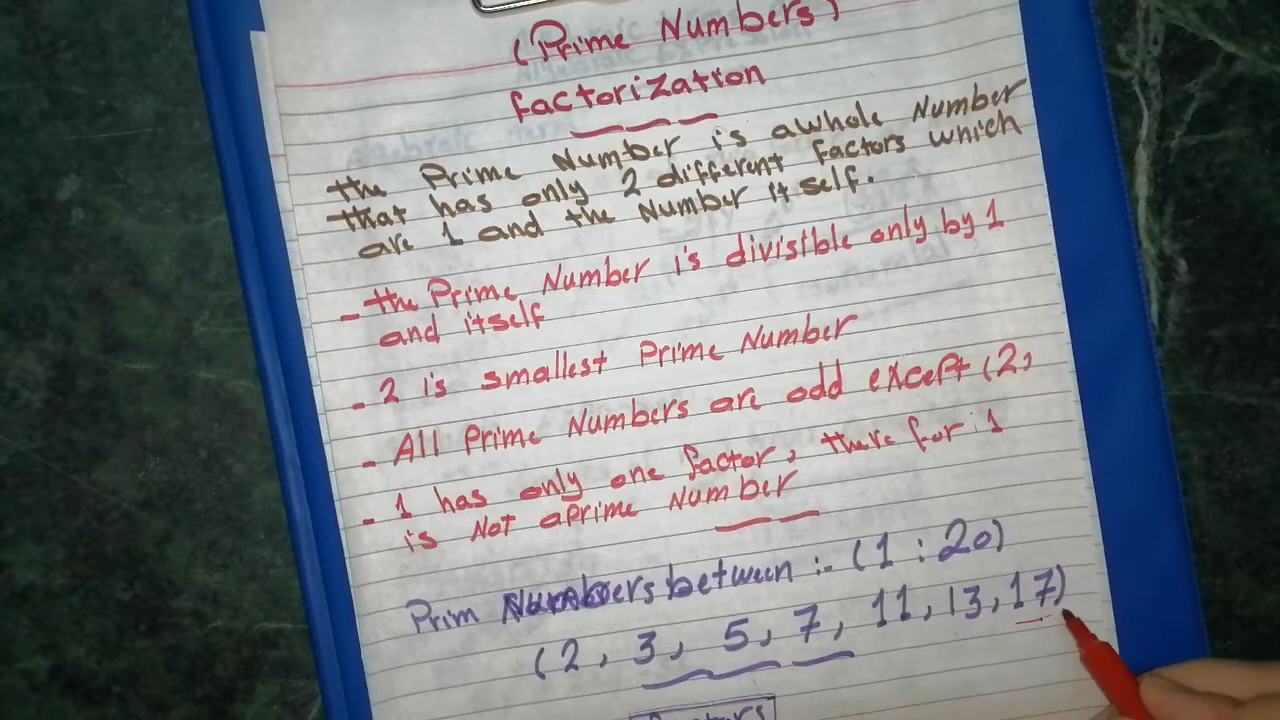 (Prime Numbers)
factorization
the Prime Number is a whole Number
that has only 2 different factors which
are 1 and the Number it self.
- the Prime Number is divisible only by 1
and itself
- 2 is smallest Prime Number
- All Prime Numbers are odd except (2,
- 1 has only one factor, there for 1
is Not a Prime Number
Prim Numbers between :- (1 : 20)
(2, 3, 5, 7, 11, 13, 17)